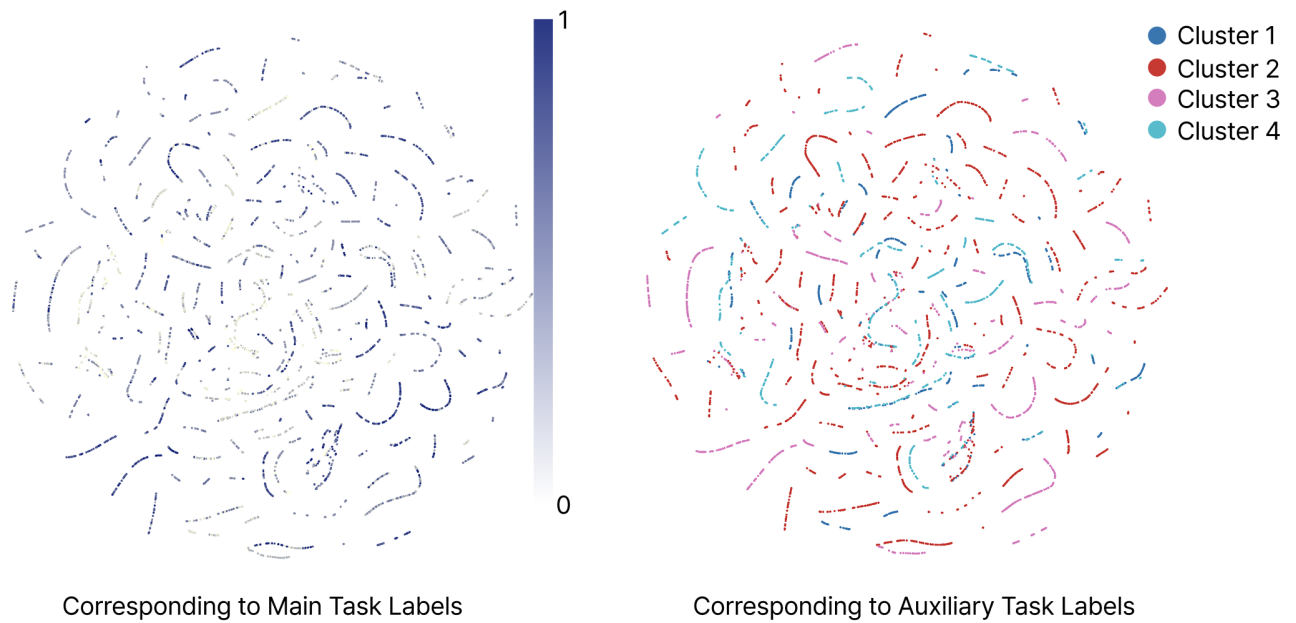 1
0
Cluster 1
Cluster 2
Cluster 3
Cluster 4
Corresponding to Main Task Labels
Corresponding to Auxiliary Task Labels